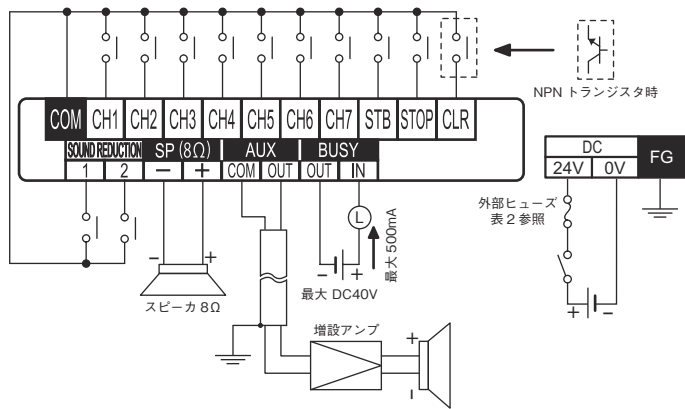 NPN トランジスタ時
COM CH1 CH2 CH3 CH4 CH5 CH6 CH7 STB STOP CLR
SOUND REDUCTION SP (8Ω) AUX BUSY
1 2 − + COM OUT OUT IN
DC
24V 0V FG
外部ヒューズ
表2参照
L
最大 500mA
- +
スピーカ 8Ω
- +
最大 DC40V
+ −
増設アンプ
+
-